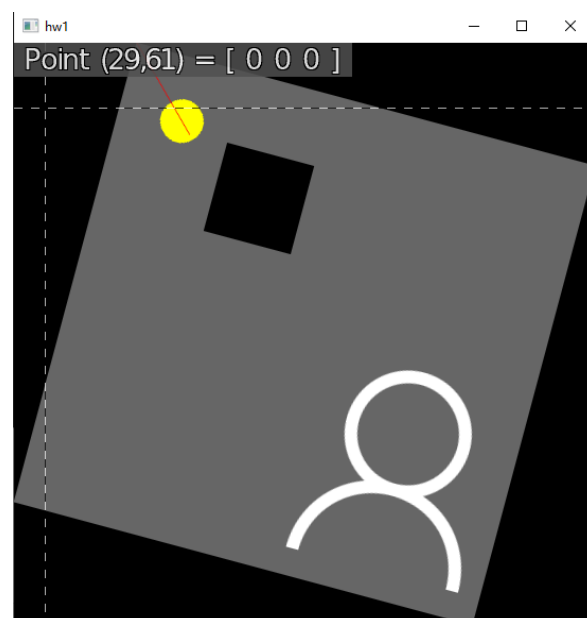 hw1
Point (29,61) = [ 0 0 0 ]